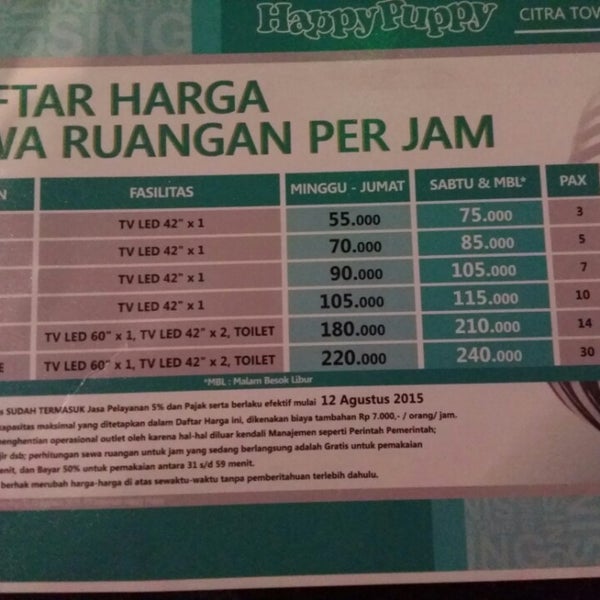 HappyPuppy
CITRA TOW
FTAR HARGA
WA RUANGAN PER JAM
N FASILITAS MINGGU - JUMAT SABTU & MBL* PAX
TV LED 42" x 1 55.000 75.000 3
TV LED 42" x 1 70.000 85.000 5
TV LED 42" x 1 90.000 105.000 7
TV LED 42" x 1 105.000 115.000 10
TV LED 60" x 1, TV LED 42" x 2, TOILET 180.000 210.000 14
E TV LED 60" x 1, TV LED 42" x 2, TOILET 220.000 240.000 30
*MBL : Malam Besok Libur
s SUDAH TERMASUK Jasa Pelayanan 5% dan Pajak serta berlaku efektif mulai 12 Agustus 2015
kapasitas maksimal yang ditetapkan dalam Daftar Harga ini, dikenakan biaya tambahan Rp 7.000,- / orang/ jam.
enghentian operasional outlet oleh karena hal-hal diluar kendali Manajemen seperti Perintah Pemerintah;
jir dsb; perhitungan sewa ruangan untuk jam yang sedang berlangsung adalah Gratis untuk pemakaian
enit, dan Bayar 50% untuk pemakaian antara 31 s/d 59 menit.
berhak merubah harga-harga di atas sewaktu-waktu tanpa pemberitahuan terlebih dahulu.